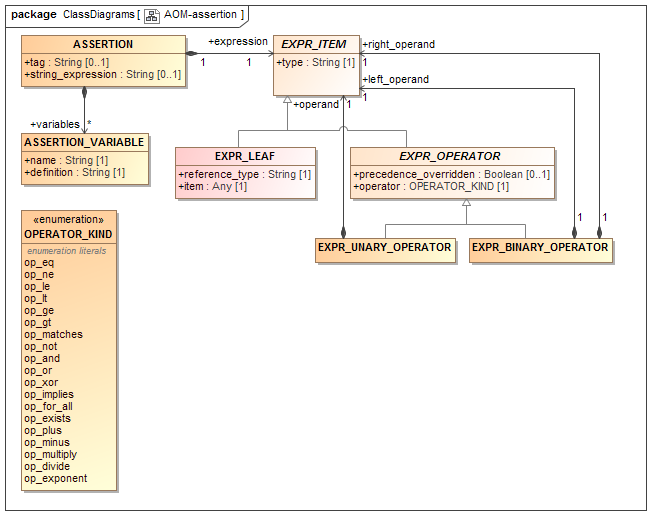 package ClassDiagrams [ AOM-assertion ]
ASSERTION
+tag : String [0..1]
+string_expression : String [0..1]
+expression
1
1
EXPR_ITEM
+type : String [1]
+right_operand
1
+left_operand
1
+operand
1
+variables
*
ASSERTION_VARIABLE
+name : String [1]
+definition : String [1]
EXPR_LEAF
+reference_type : String [1]
+item : Any [1]
EXPR_OPERATOR
+precedence_overridden : Boolean [0..1]
+operator : OPERATOR_KIND [1]
1
1
1
EXPR_UNARY_OPERATOR
EXPR_BINARY_OPERATOR
«enumeration»
OPERATOR_KIND
enumeration literals
op_eq
op_ne
op_le
op_lt
op_ge
op_gt
op_matches
op_not
op_and
op_or
op_xor
op_implies
op_for_all
op_exists
op_plus
op_minus
op_multiply
op_divide
op_exponent